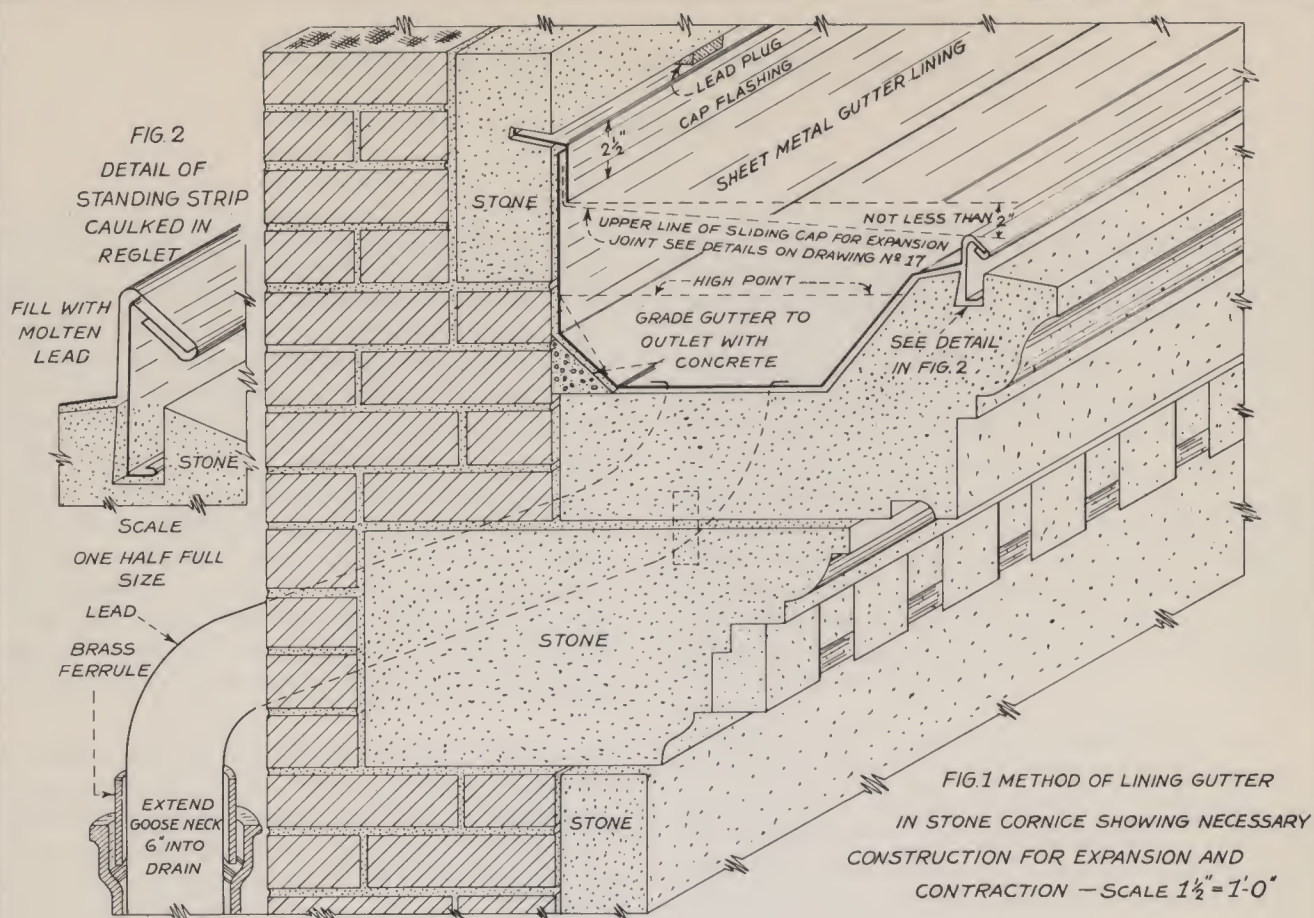 FIG. 2
DETAIL OF
STANDING STRIP
CAULKED IN
REGLET
FILL WITH
MOLTEN
LEAD
STONE
SCALE
ONE HALF FULL
SIZE
LEAD
BRASS
FERRULE
EXTEND
GOOSE NECK
6" INTO
DRAIN
LEAD PLUG
CAP FLASHING
2½"
SHEET METAL GUTTER LINING
STONE
NOT LESS THAN 2"
UPPER LINE OF SLIDING CAP FOR EXPANSION
JOINT SEE DETAILS ON DRAWING Nº 17
HIGH POINT
GRADE GUTTER TO
OUTLET WITH
CONCRETE
SEE DETAIL
IN FIG. 2
STONE
STONE
FIG. 1 METHOD OF LINING GUTTER
IN STONE CORNICE SHOWING NECESSARY
CONSTRUCTION FOR EXPANSION AND
CONTRACTION — SCALE 1½" = 1'-0"